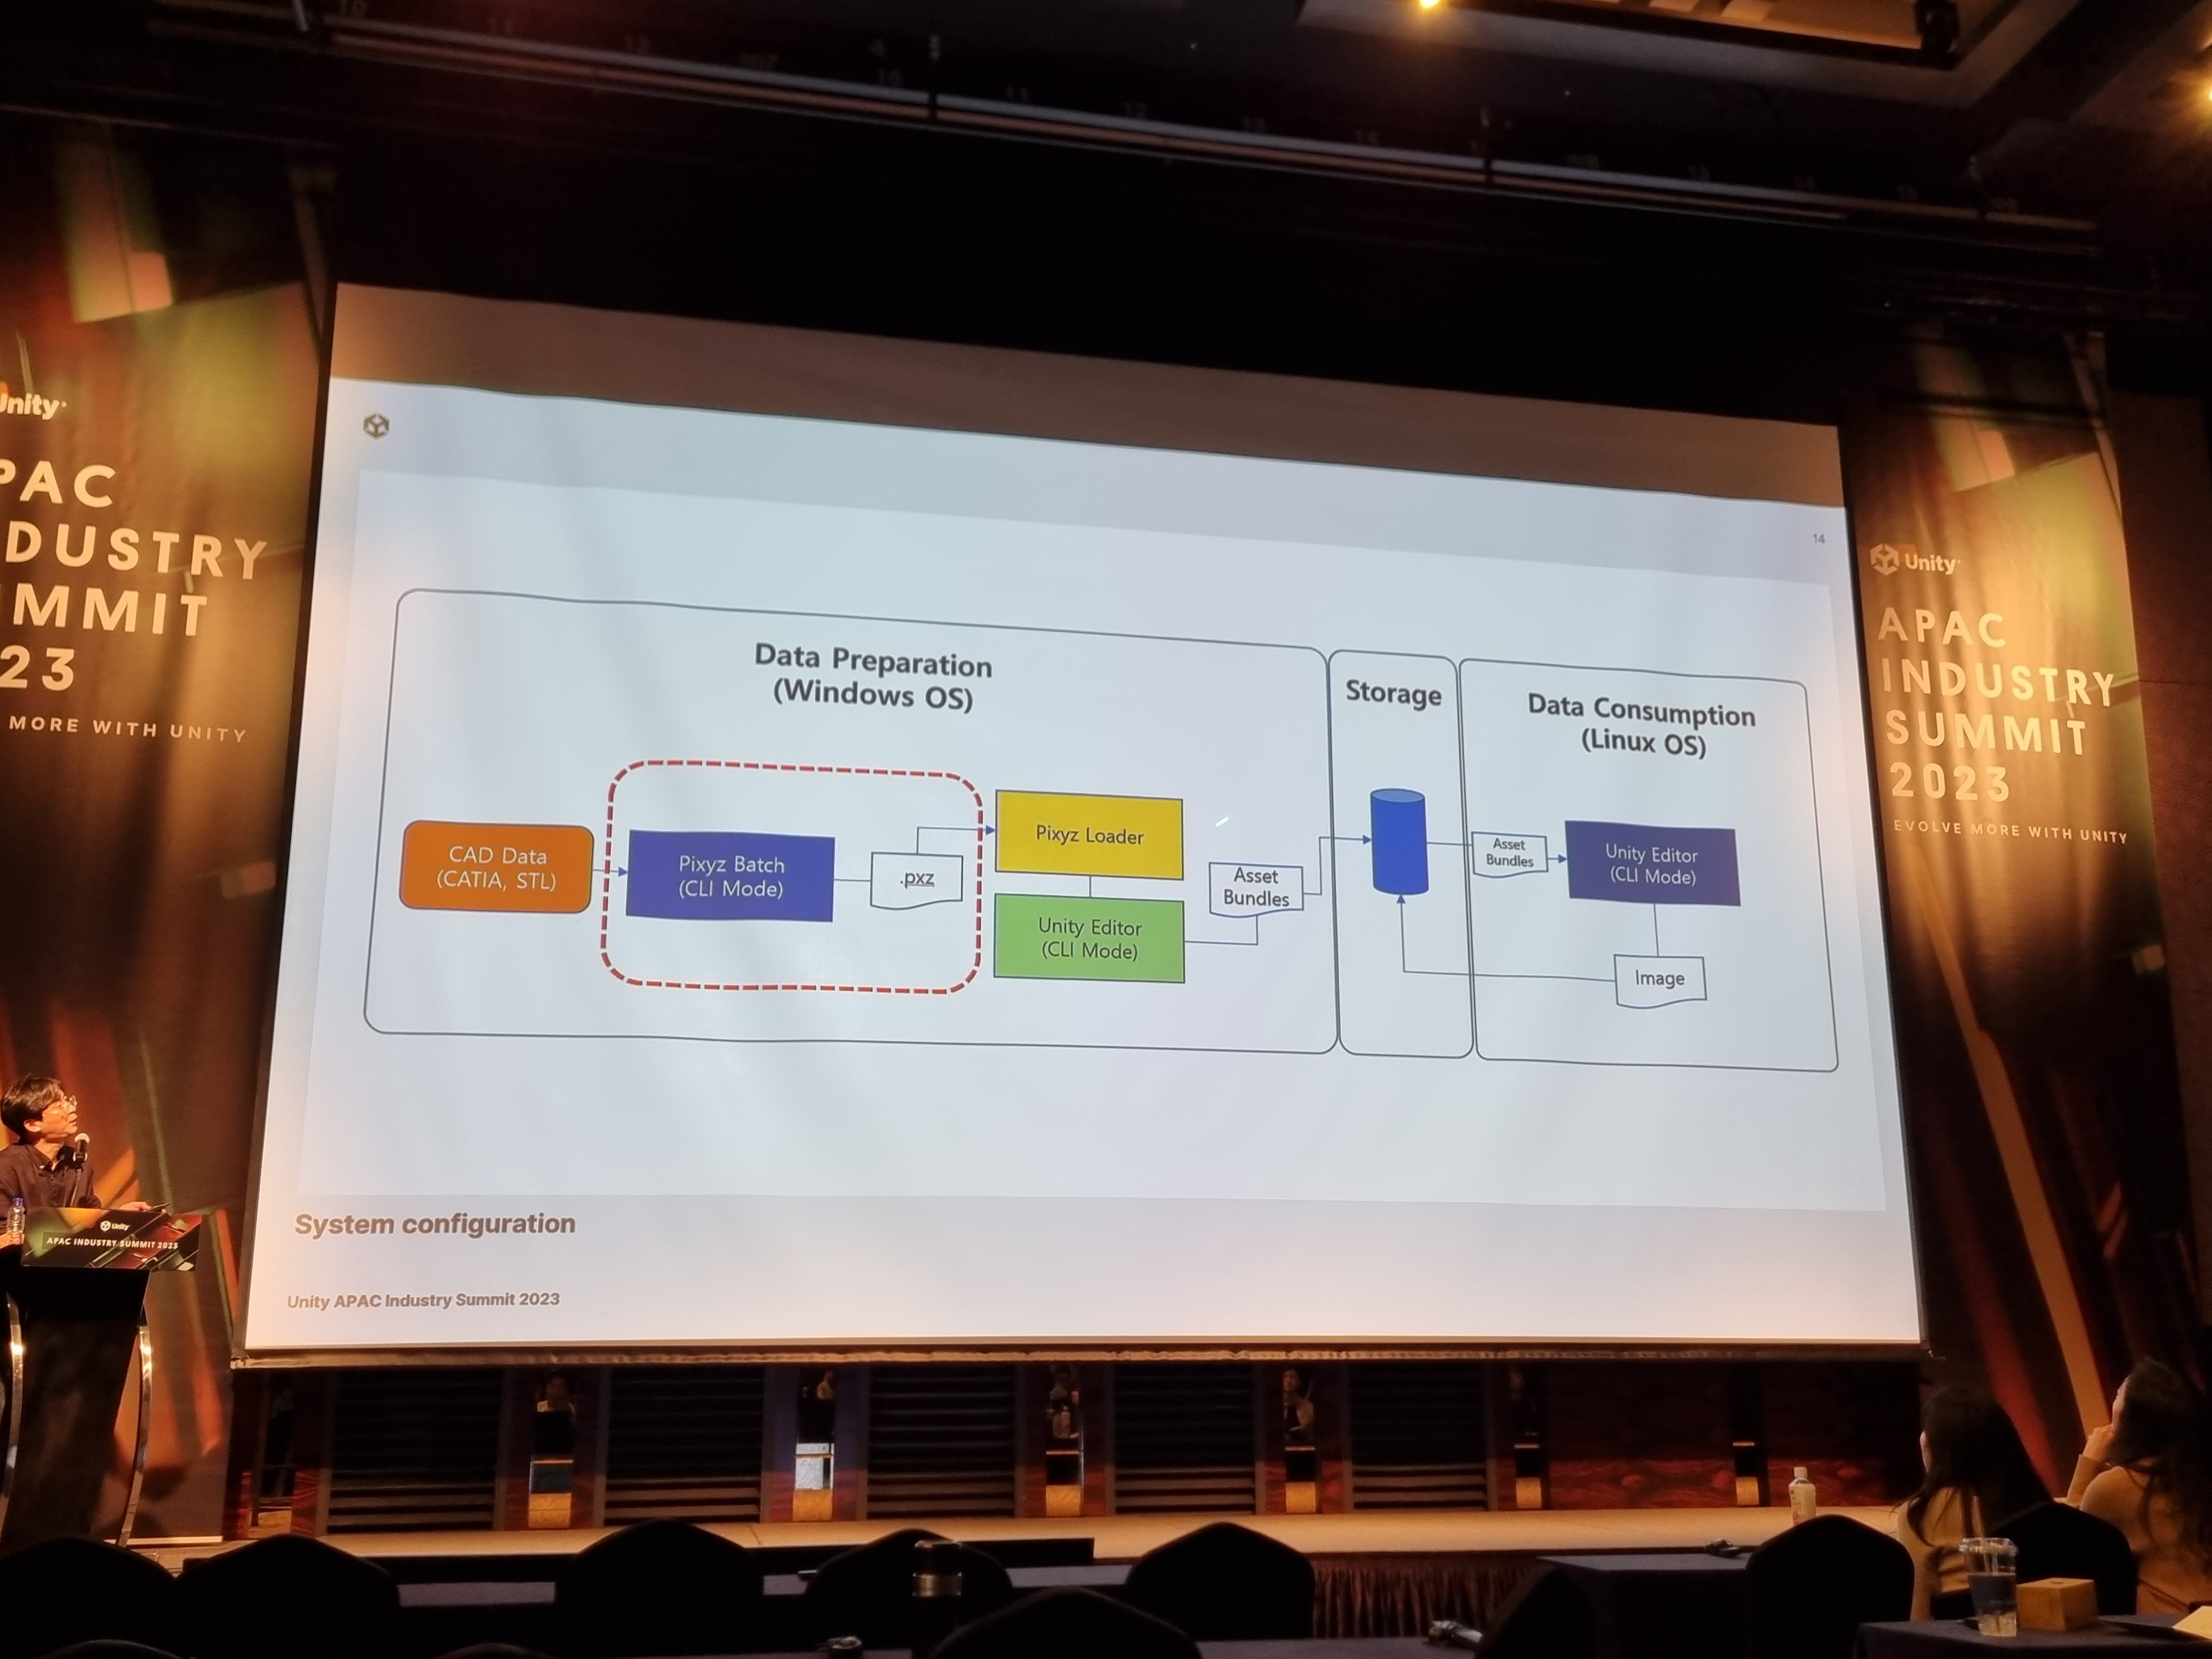 Unity
PAC
DUSTRY
MMIT
23
MORE WITH UNITY
14
Data Preparation
(Windows OS)
Storage
Data Consumption
(Linux OS)
CAD Data
(CATIA, STL)
Pixyz Batch
(CLI Mode)
.pxz
Pixyz Loader
Unity Editor
(CLI Mode)
Asset
Bundles
Asset
Bundles
Unity Editor
(CLI Mode)
Image
System configuration
Unity APAC Industry Summit 2023
Unity
APAC
INDUSTRY
SUMMIT
2023
EVOLVE MORE WITH UNITY
Unity
APAC INDUSTRY SUMMIT 2023